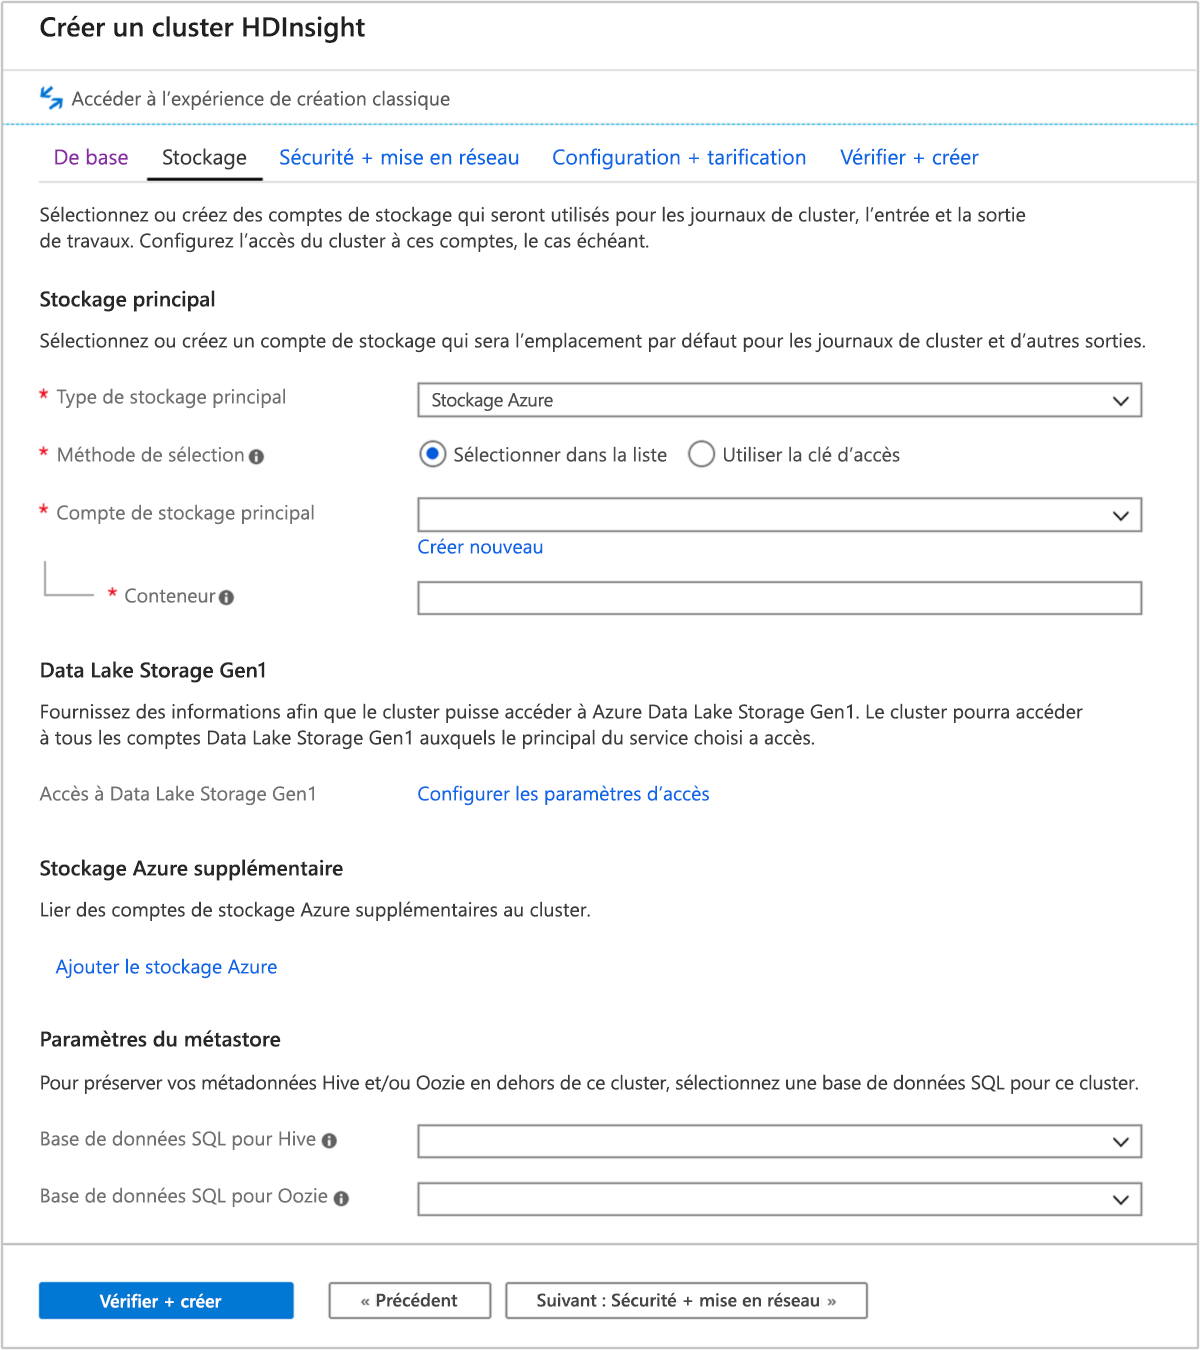 Créer un cluster HDInsight
Accéder à l’expérience de création classique
De base Stockage Sécurité + mise en réseau Configuration + tarification Vérifier + créer
Sélectionnez ou créez des comptes de stockage qui seront utilisés pour les journaux de cluster, l’entrée et la sortie
de travaux. Configurez l’accès du cluster à ces comptes, le cas échéant.
Stockage principal
Sélectionnez ou créez un compte de stockage qui sera l’emplacement par défaut pour les journaux de cluster et d’autres sorties.
* Type de stockage principal Stockage Azure
* Méthode de sélection Sélectionner dans la liste Utiliser la clé d’accès
* Compte de stockage principal
Créer nouveau
* Conteneur
Data Lake Storage Gen1
Fournissez des informations afin que le cluster puisse accéder à Azure Data Lake Storage Gen1. Le cluster pourra accéder
à tous les comptes Data Lake Storage Gen1 auxquels le principal du service choisi a accès.
Accès à Data Lake Storage Gen1 Configurer les paramètres d’accès
Stockage Azure supplémentaire
Lier des comptes de stockage Azure supplémentaires au cluster.
Ajouter le stockage Azure
Paramètres du métastore
Pour préserver vos métadonnées Hive et/ou Oozie en dehors de ce cluster, sélectionnez une base de données SQL pour ce cluster.
Base de données SQL pour Hive
Base de données SQL pour Oozie
Vérifier + créer « Précédent Suivant : Sécurité + mise en réseau »